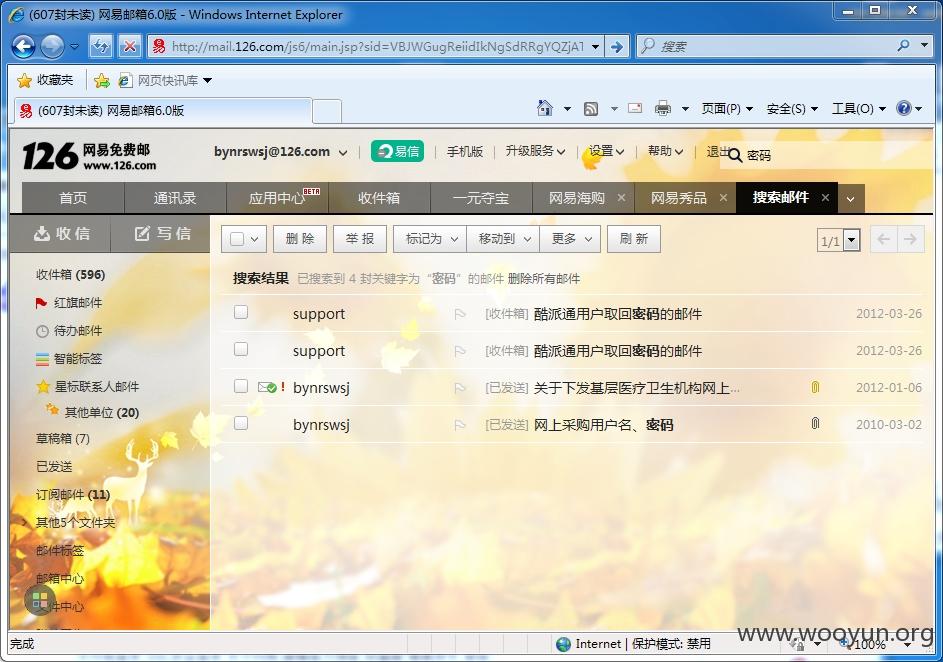 (607封未读) 网易邮箱6.0版 - Windows Internet Explorer
http://mail.126.com/js6/main.jsp?sid=VBJWGugReiidIkNgSdRRgYQZjAT
搜索
收藏夹 网页快讯库
(607封未读) 网易邮箱6.0版
页面(P) 安全(S) 工具(O)
126 网易免费邮 www.126.com
bynrswsj@126.com 易信 手机版 升级服务 设置 帮助 退出 密码
首页 通讯录 应用中心 BETA 收件箱 一元夺宝 网易海购 × 网易秀品 × 搜索邮件 ×
收信 写信
删 除 举 报 标记为 移动到 更多 刷 新 1/1
搜索结果 已搜索到 4 封关键字为“密码”的邮件 删除所有邮件
收件箱 (596)
红旗邮件
待办邮件
智能标签
星标联系人邮件
其他单位 (20)
草稿箱 (7)
已发送
订阅邮件 (11)
其他5个文件夹
邮件标签
邮箱中心
件中心
support [收件箱] 酷派通用户取回密码的邮件 2012-03-26
support [收件箱] 酷派通用户取回密码的邮件 2012-03-26
! bynrswsj [已发送] 关于下发基层医疗卫生机构网上... 2012-01-06
bynrswsj [已发送] 网上采购用户名、密码 2010-03-02
完成 Internet | 保护模式: 禁用 100%
www.wooyun.org